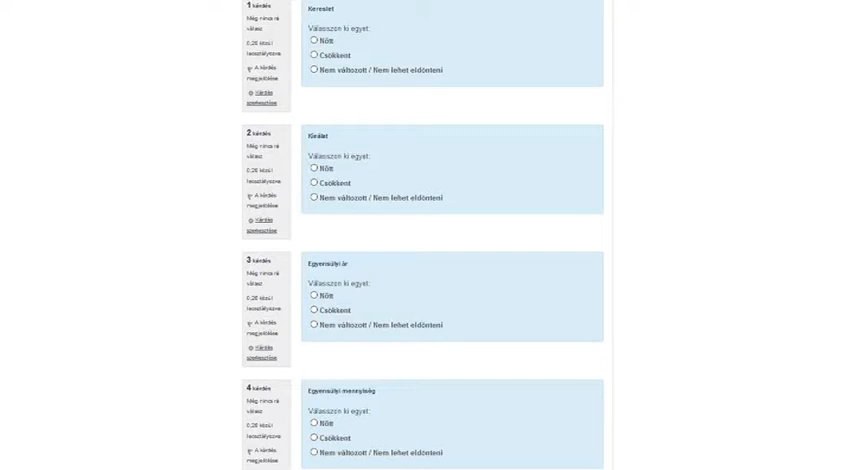 1 kérdés
Még nincs rá
válasz
0,25 közül
leosztályozva
A kérdés
megjelölése
Kérdés
szerkesztése
Kereslet
Válasszon ki egyet:
Nőtt
Csökkent
Nem változott / Nem lehet eldönteni
2 kérdés
Még nincs rá
válasz
0,25 közül
leosztályozva
A kérdés
megjelölése
Kérdés
szerkesztése
Kínálat
Válasszon ki egyet:
Nőtt
Csökkent
Nem változott / Nem lehet eldönteni
3 kérdés
Még nincs rá
válasz
0,25 közül
leosztályozva
A kérdés
megjelölése
Kérdés
szerkesztése
Egyensúlyi ár
Válasszon ki egyet:
Nőtt
Csökkent
Nem változott / Nem lehet eldönteni
4 kérdés
Még nincs rá
válasz
0,25 közül
leosztályozva
A kérdés
megjelölése
Egyensúlyi mennyiség
Válasszon ki egyet:
Nőtt
Csökkent
Nem változott / Nem lehet eldönteni